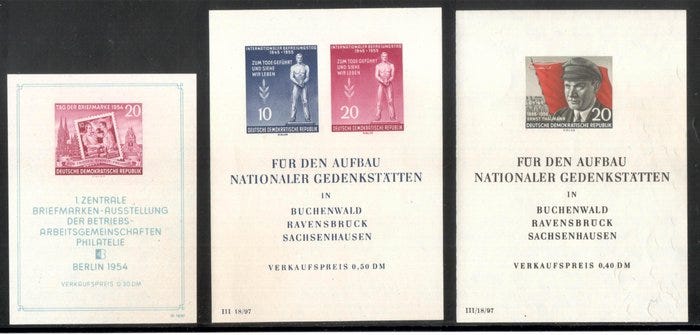 TAG DER BRIEFMARKE 1954
20
DEUTSCHE DEMOKRATISCHE REPUBLIK
1. ZENTRALE
BRIEFMARKEN-AUSSTELLUNG
DER BETRIEBS-
ARBEITSGEMEINSCHAFTEN
PHILATELIE
BERLIN 1954
VERKAUFSPREIS 0,30 DM
INTERNATIONALER BEFREIUNGSTAG
1945 - 1955
ZUM TODE GEFÜHRT
UND SIEHE
WIR LEBEN
10
DEUTSCHE DEMOKRATISCHE REPUBLIK
INTERNATIONALER BEFREIUNGSTAG
1945 - 1955
ZUM TODE GEFÜHRT
UND SIEHE
WIR LEBEN
20
DEUTSCHE DEMOKRATISCHE REPUBLIK
FÜR DEN AUFBAU
NATIONALER GEDENKSTÄTTEN
IN
BUCHENWALD
RAVENSBRÜCK
SACHSENHAUSEN
VERKAUFSPREIS 0,50 DM
III 18/97
1886-1956
ERNST THÄLMANN
20
DEUTSCHE DEMOKRATISCHE REPUBLIK
FÜR DEN AUFBAU
NATIONALER GEDENKSTÄTTEN
IN
BUCHENWALD
RAVENSBRÜCK
SACHSENHAUSEN
VERKAUFSPREIS 0,40 DM
III/18/97